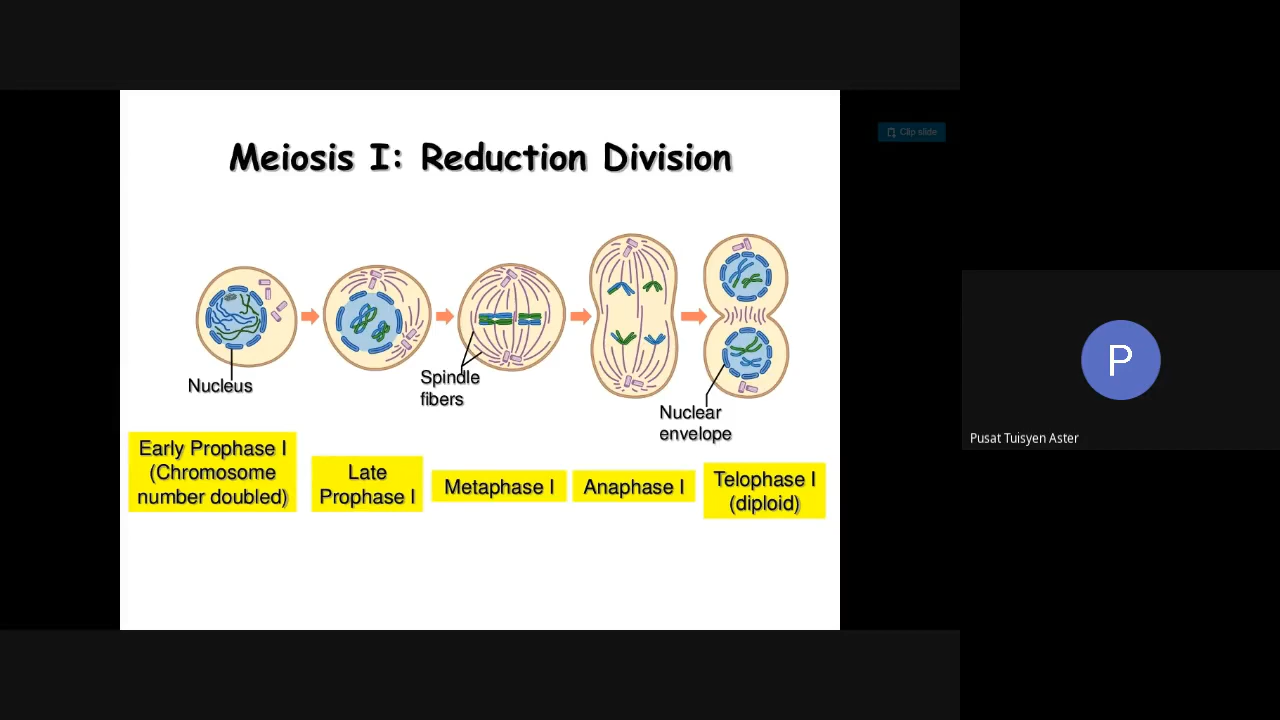 Clip slide
Meiosis I: Reduction Division
Nucleus
Spindle
fibers
Nuclear
envelope
Early Prophase I
(Chromosome
number doubled)
Late
Prophase I
Metaphase I
Anaphase I
Telophase I
(diploid)
P
Pusat Tuisyen Aster